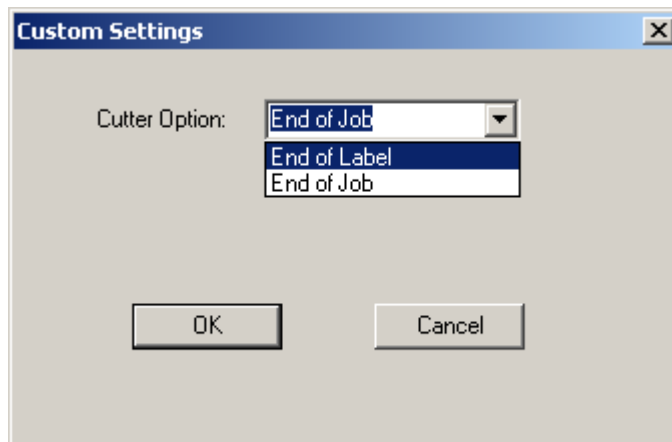 Custom Settings
Cutter Option: End of Job
End of Label
End of Job
OK Cancel